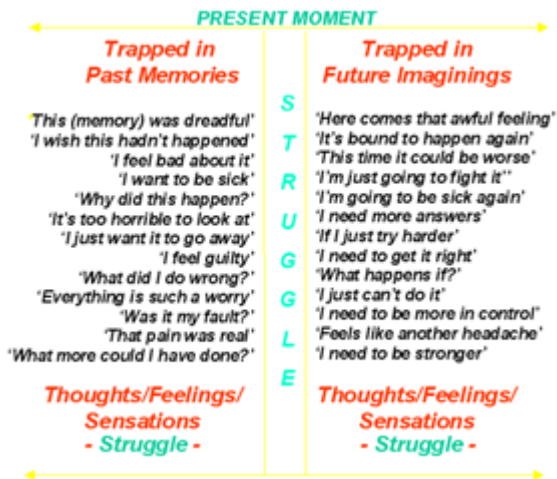 PRESENT MOMENT
Trapped in
Past Memories
'This (memory) was dreadful'
'I wish this hadn't happened'
'I feel bad about it'
'I want to be sick'
'Why did this happen?'
'It's too horrible to look at'
'I just want it to go away'
'I feel guilty'
'What did I do wrong?'
'Everything is such a worry'
'Was it my fault?'
'That pain was real'
'What more could I have done?'
Thoughts/Feelings/
Sensations
- Struggle -
S
T
R
U
G
G
L
E
Trapped in
Future Imaginings
'Here comes that awful feeling'
'It's bound to happen again'
'This time it could be worse'
'I'm just going to fight it''
'I'm going to be sick again'
'I need more answers'
'If I just try harder'
'I need to get it right'
'What happens if?'
'I just can't do it'
'I need to be more in control'
'Feels like another headache'
'I need to be stronger'
Thoughts/Feelings/
Sensations
- Struggle -